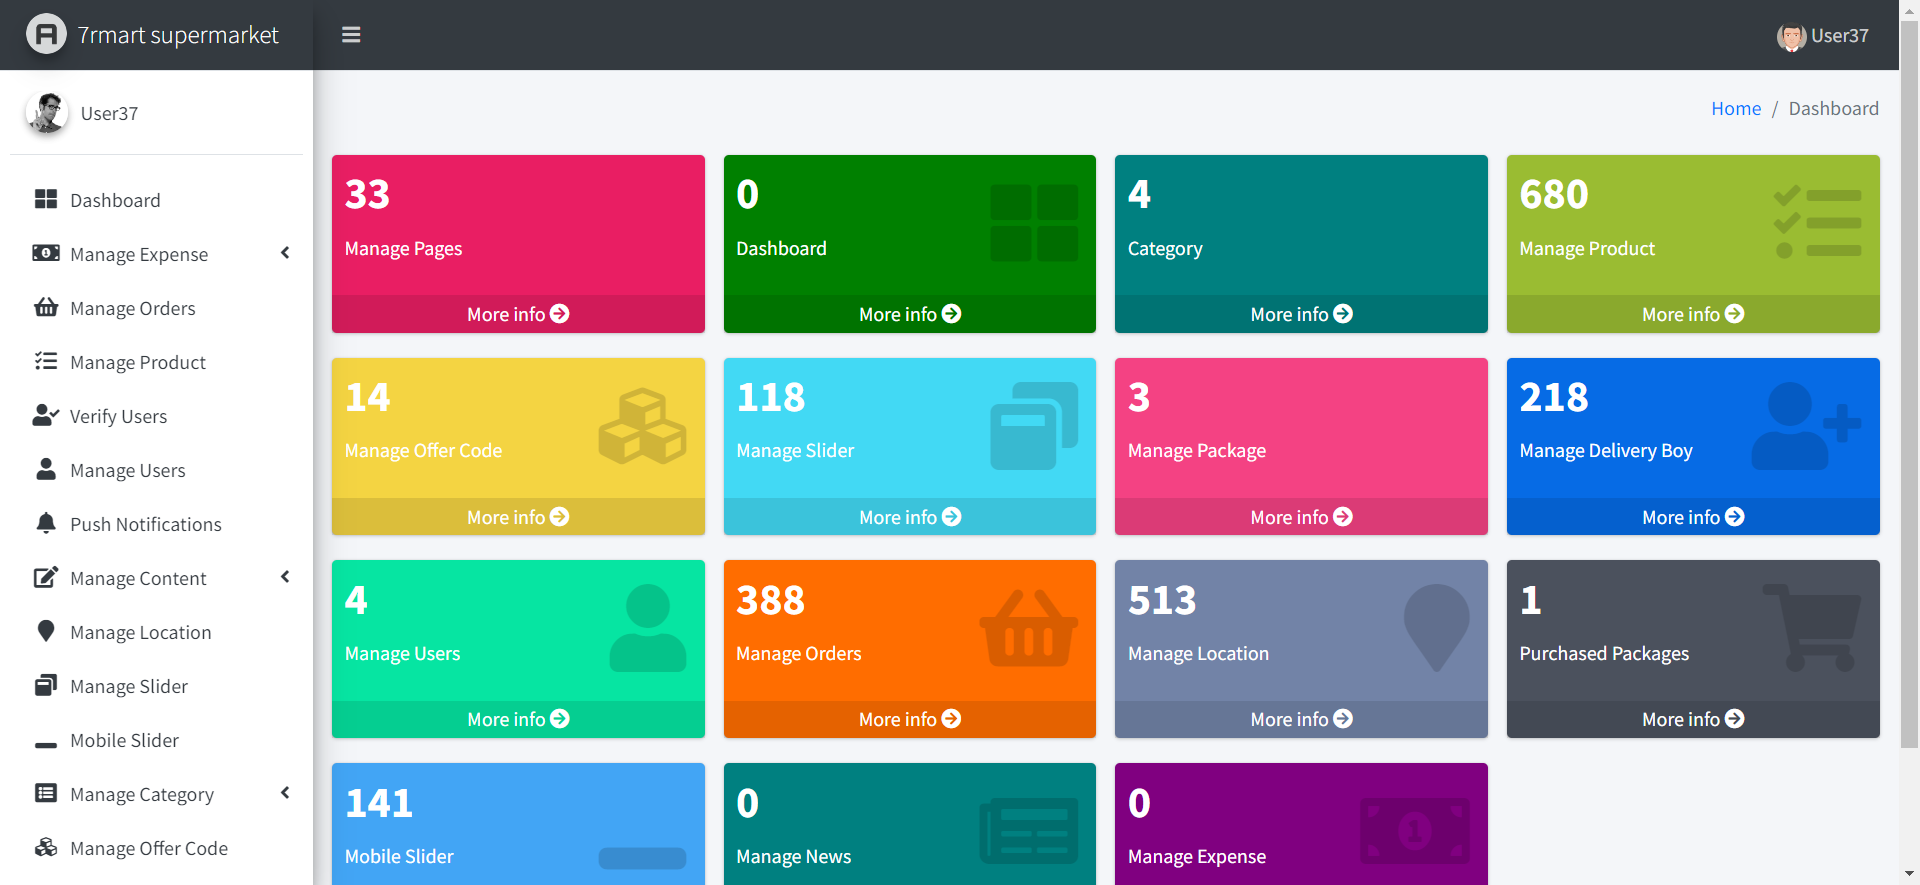 7rmart supermarket
User37
User37
Home / Dashboard
Dashboard
Manage Expense
Manage Orders
Manage Product
Verify Users
Manage Users
Push Notifications
Manage Content
Manage Location
Manage Slider
Mobile Slider
Manage Category
Manage Offer Code
33
Manage Pages
More info
0
Dashboard
More info
4
Category
More info
680
Manage Product
More info
14
Manage Offer Code
More info
118
Manage Slider
More info
3
Manage Package
More info
218
Manage Delivery Boy
More info
4
Manage Users
More info
388
Manage Orders
More info
513
Manage Location
More info
1
Purchased Packages
More info
141
Mobile Slider
0
Manage News
0
Manage Expense